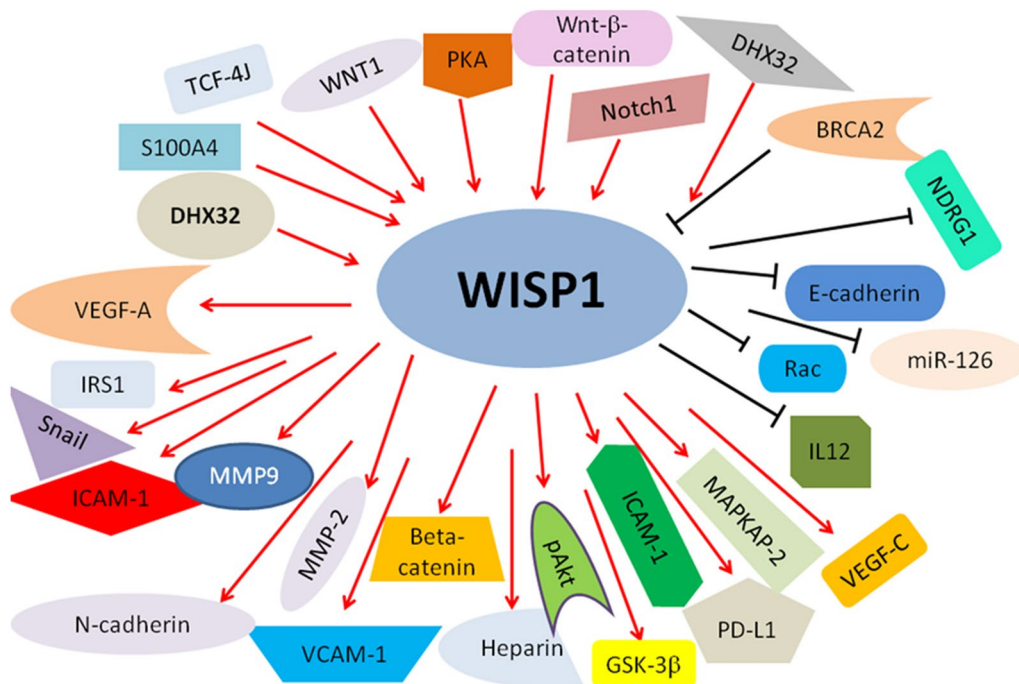 TCF-4J
WNT1
PKA
Wnt-β-
catenin
DHX32
Notch1
BRCA2
S100A4
NDRG1
DHX32
WISP1
E-cadherin
VEGF-A
miR-126
Rac
IRS1
Snail
IL12
MMP9
ICAM-1
MMP-2
Beta-
catenin
pAkt
ICAM-1
MAPKAP-2
VEGF-C
N-cadherin
VCAM-1
Heparin
GSK-3β
PD-L1